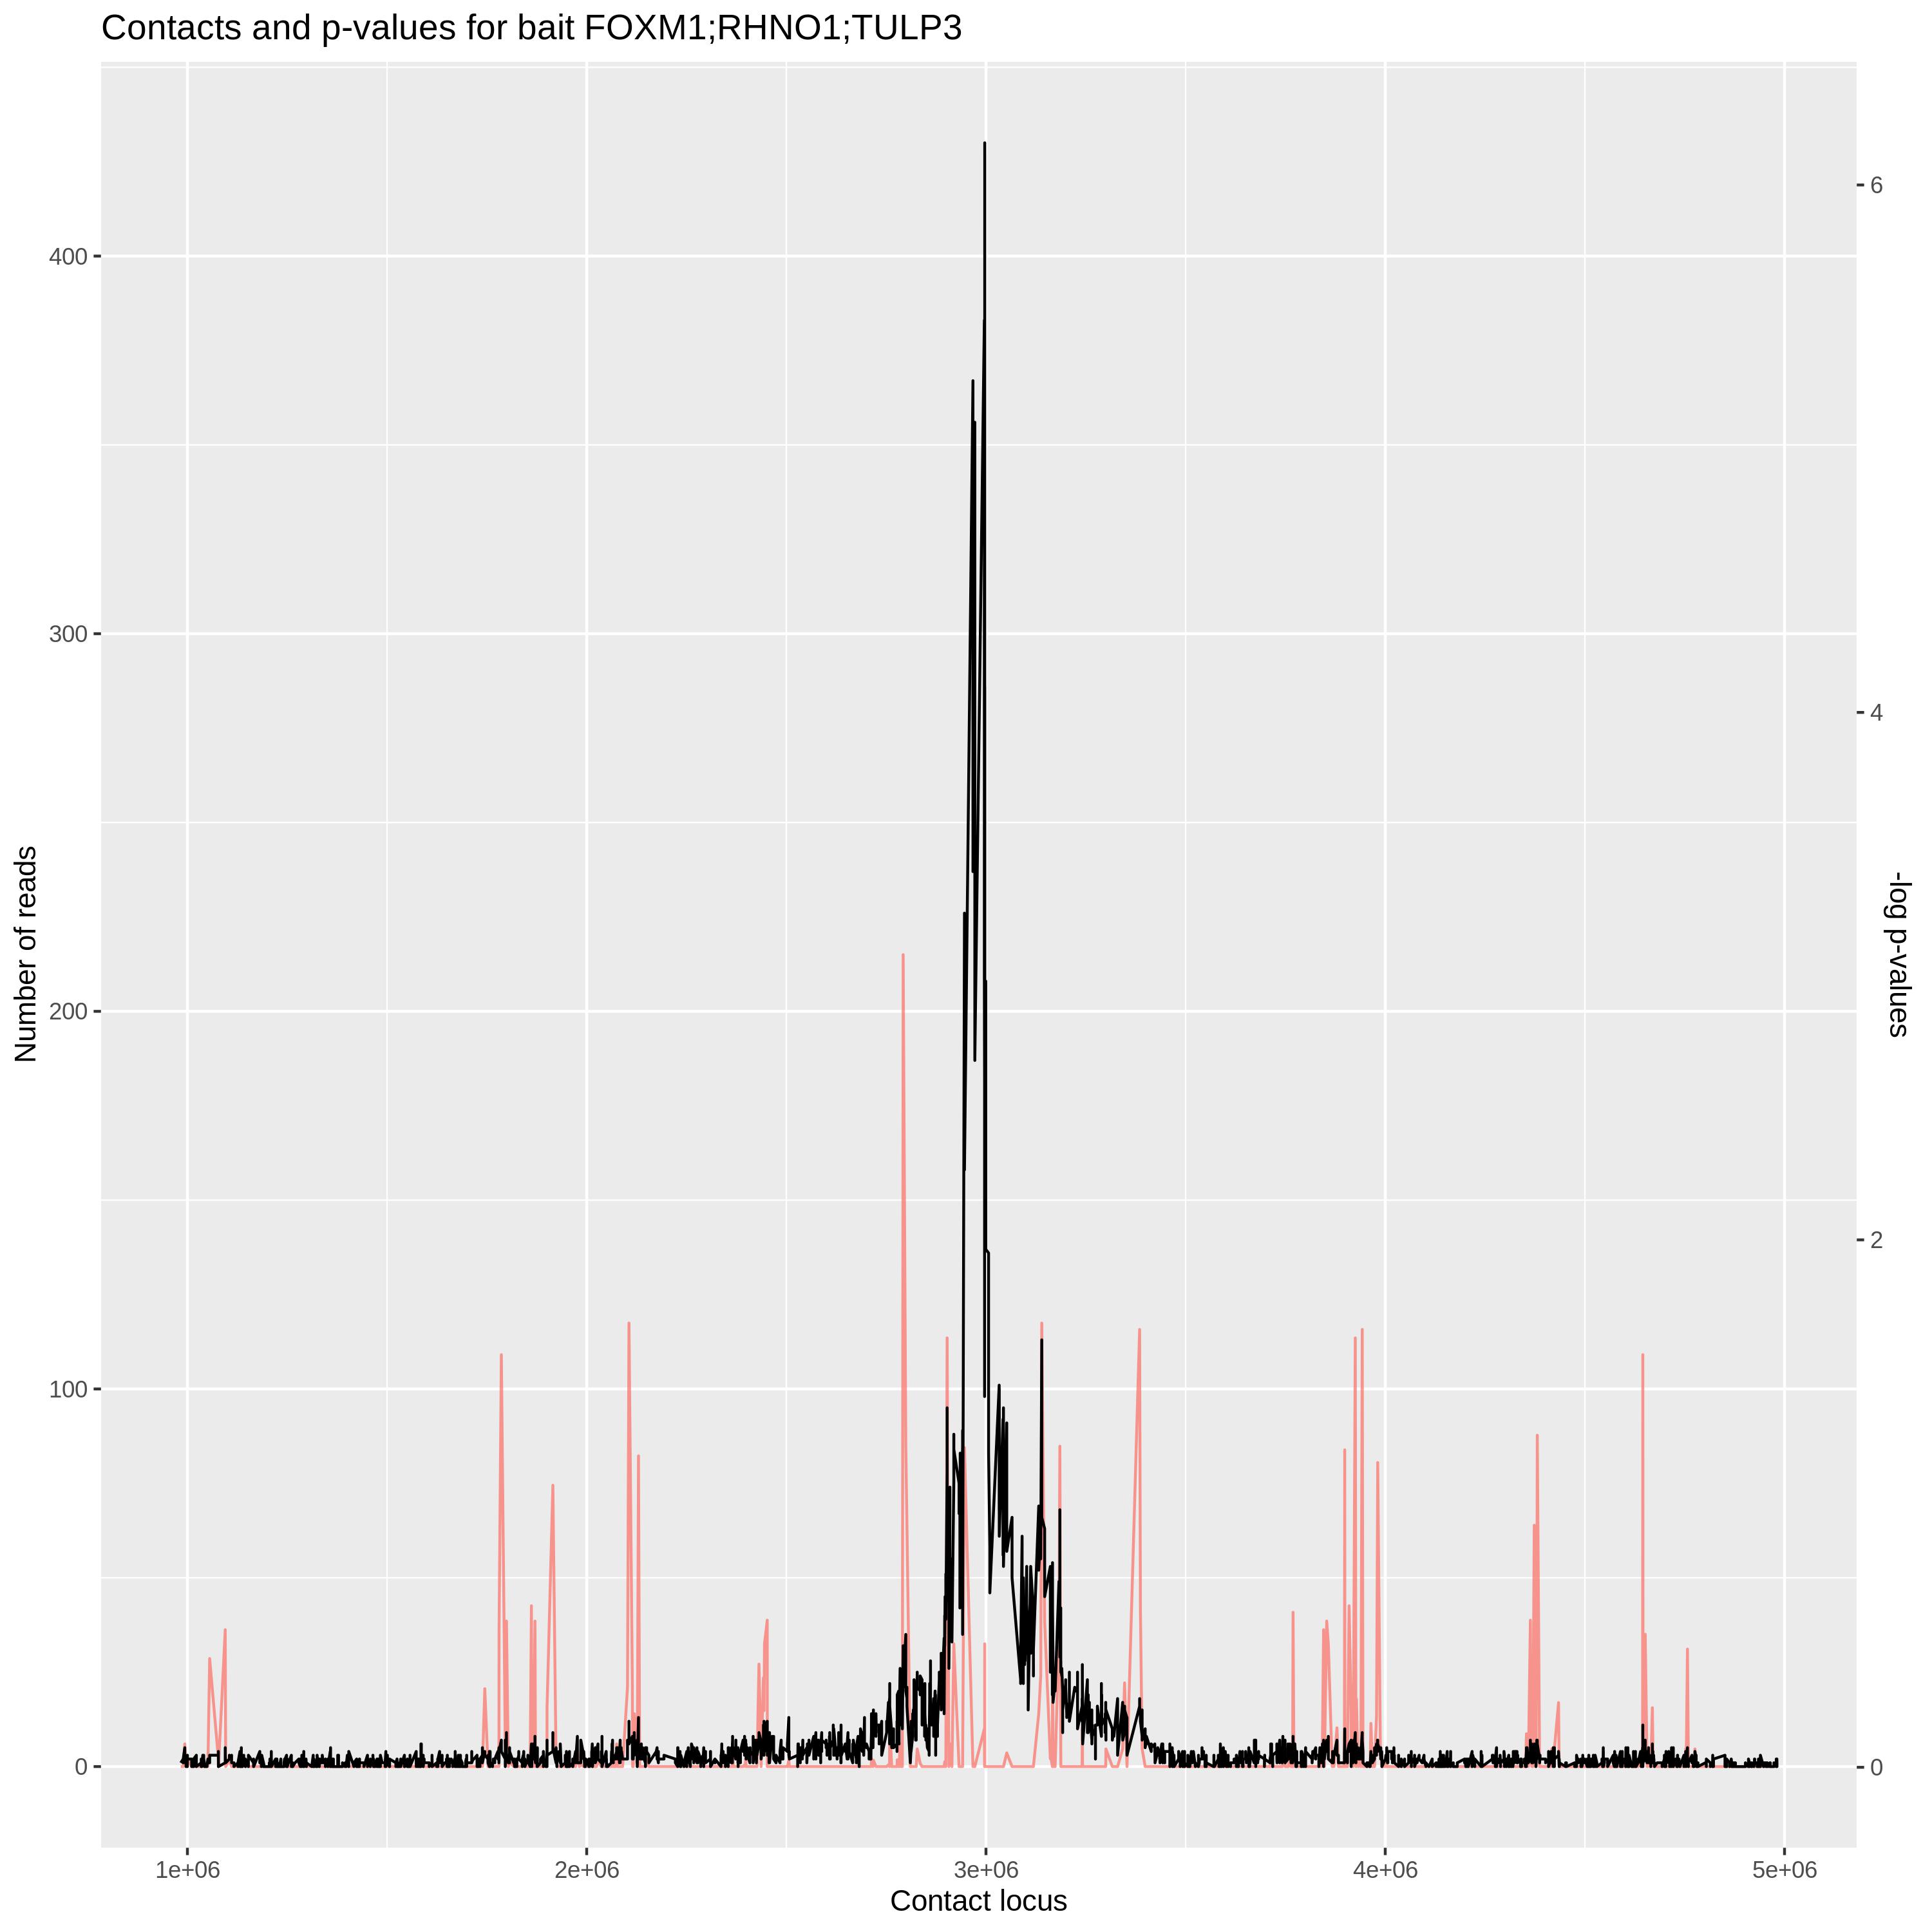 Contacts and p-values for bait FOXM1;RHNO1;TULP3
400
300
200
100
0
Number of reads
6
4
2
0
-log p-values
1e+06
2e+06
3e+06
4e+06
5e+06
Contact locus